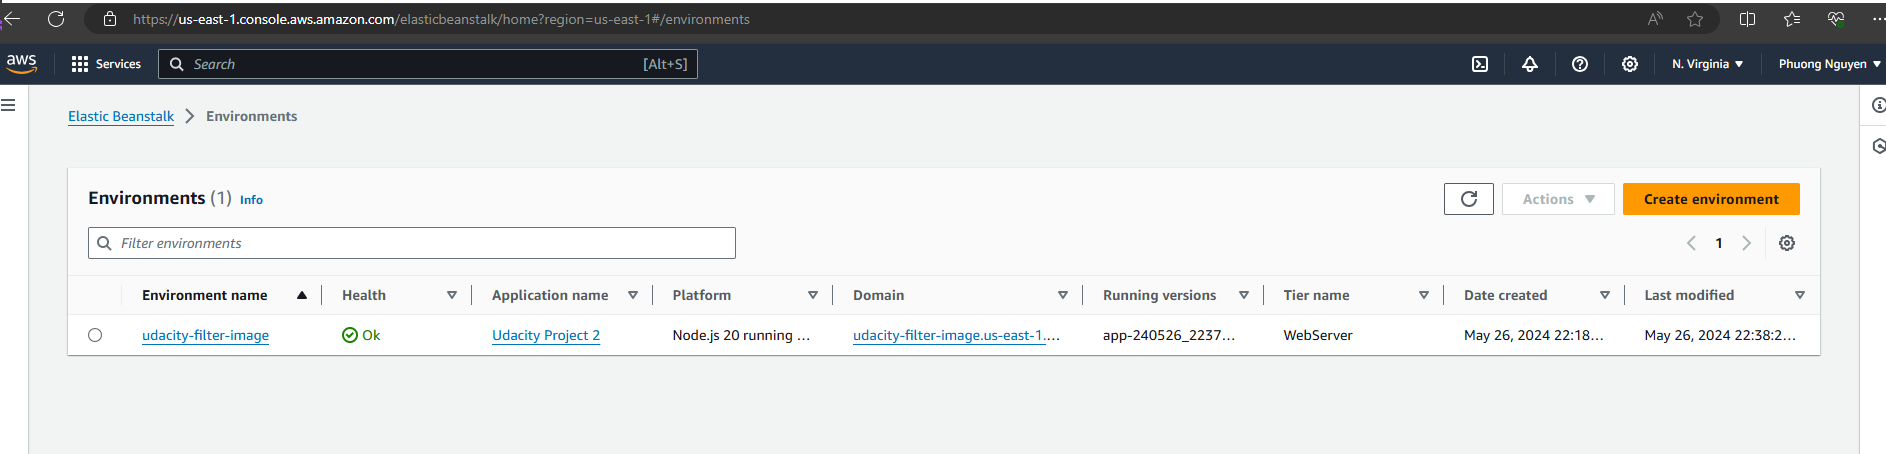 https://us-east-1.console.aws.amazon.com/elasticbeanstalk/home?region=us-east-1#/environments
aws Services Search [Alt+S] N. Virginia Phuong Nguyen
Elastic Beanstalk Environments
Environments (1) Info Actions Create environment
Filter environments 1
Environment name Health Application name Platform Domain Running versions Tier name Date created Last modified
udacity-filter-image Ok Udacity Project 2 Node.js 20 running ... udacity-filter-image.us-east-1.... app-240526_2237... WebServer May 26, 2024 22:18... May 26, 2024 22:38:2...